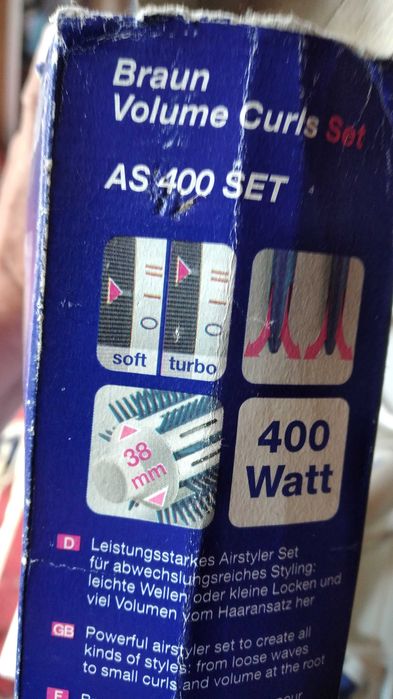 Braun
Volume Curls Set
AS 400 SET
II I O
II I O
soft
turbo
38
mm
400
Watt
D Leistungsstarkes Airstyler Set
für abwechslungsreiches Styling:
leichte Wellen oder kleine Locken und
viel Volumen vom Haaransatz her
GB Powerful airstyler set to create all
kinds of styles: from loose waves
to small curls and volume at the root
F